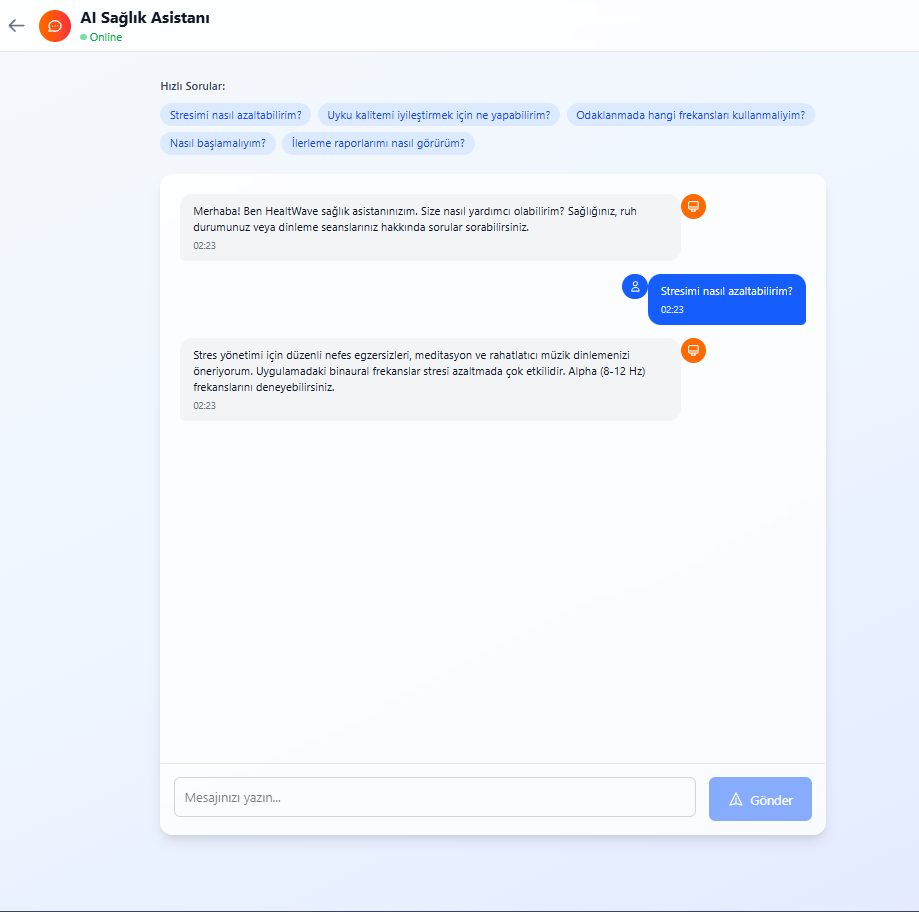 AI Sağlık Asistanı
Online
Hızlı Sorular:
Stresimi nasıl azaltabilirim?
Uyku kalitemi iyileştirmek için ne yapabilirim?
Odaklanmada hangi frekansları kullanmalıyım?
Nasıl başlamalıyım?
İlerleme raporlarımı nasıl görürüm?
Merhaba! Ben HealtWave sağlık asistanınızım. Size nasıl yardımcı olabilirim? Sağlığınız, ruh
durumunuz veya dinleme seanslarınız hakkında sorular sorabilirsiniz.
02:23
Stresimi nasıl azaltabilirim?
02:23
Stres yönetimi için düzenli nefes egzersizleri, meditasyon ve rahatlatıcı müzik dinlemenizi
öneriyorum. Uygulamadaki binaural frekanslar stresi azaltmada çok etkilidir. Alpha (8-12 Hz)
frekanslarını deneyebilirsiniz.
02:23
Mesajınızı yazın...
Gönder